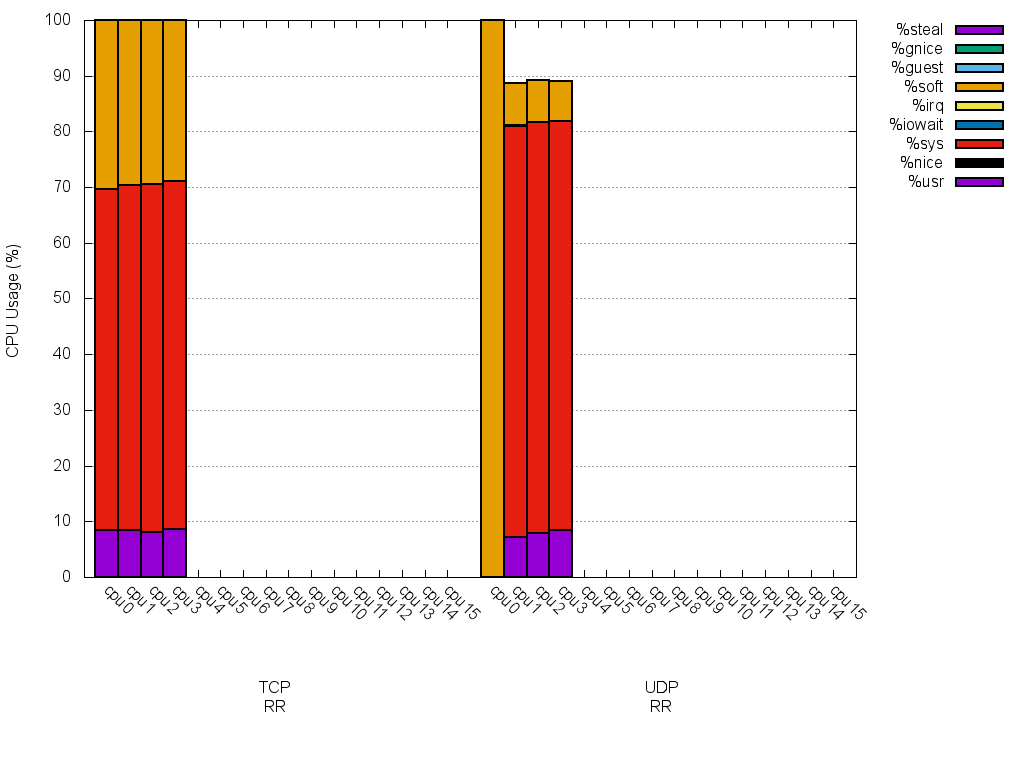 100
90
80
70
60
50
40
30
20
10
0
CPU Usage (%)
%steal
%gnice
%guest
%soft
%irq
%iowait
%sys
%nice
%usr
cpu0
cpu1
cpu2
cpu3
cpu4
cpu5
cpu6
cpu7
cpu8
cpu9
cpu10
cpu11
cpu12
cpu13
cpu14
cpu15
cpu0
cpu1
cpu2
cpu3
cpu4
cpu5
cpu6
cpu7
cpu8
cpu9
cpu10
cpu11
cpu12
cpu13
cpu14
cpu15
TCP
RR
UDP
RR